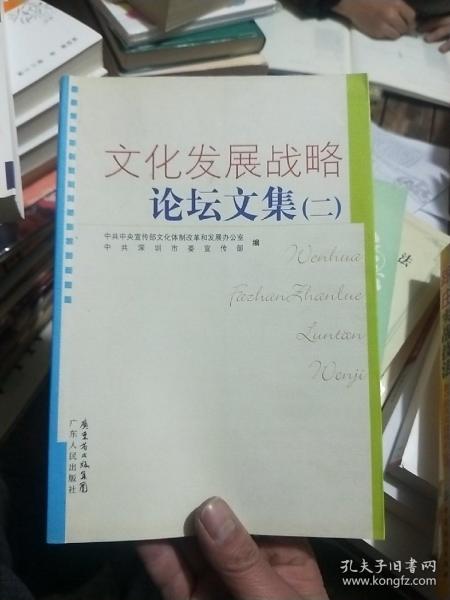 文化发展战略
论坛文集(二)
中共中央宣传部文化体制改革和发展办公室
中共深圳市委宣传部
编
Wenhua
FazhanZhanlue
Luntan
Wenji
广东省出版集团
广东人民出版社
法
孔夫子旧书网
www.kongfz.com